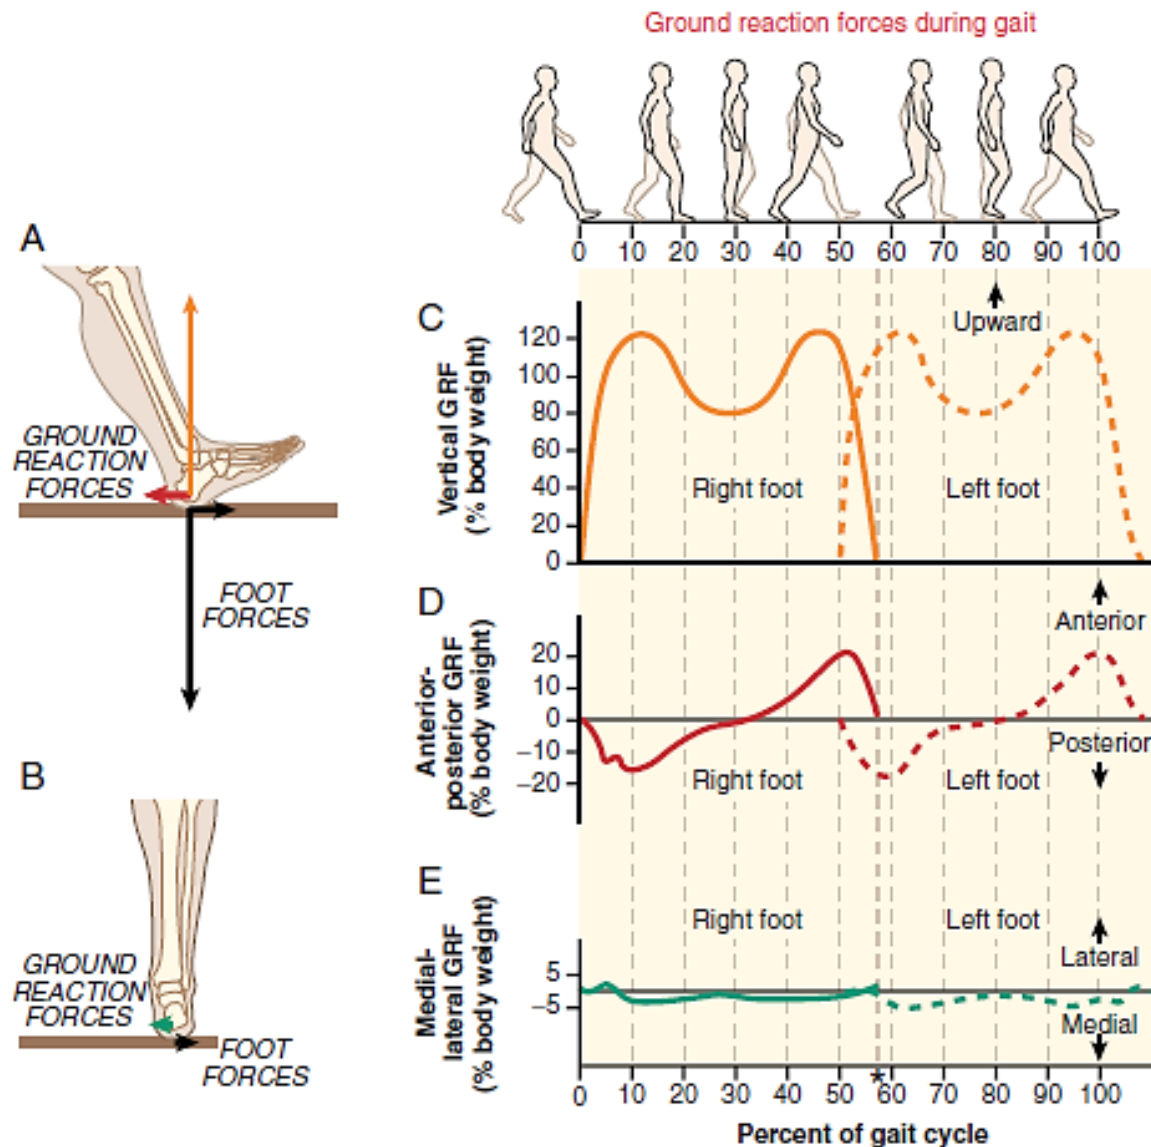 Ground reaction forces during gait
0 10 20 30 40 50 60 70 80 90 100
A
GROUND
REACTION
FORCES
FOOT
FORCES
B
GROUND
REACTION
FORCES
FOOT
FORCES
C
Vertical GRF
(% body weight)
120
100
80
60
40
20
0
Upward
Right foot
Left foot
D
Anterior-
posterior GRF
(% body weight)
20
10
0
−10
−20
Anterior
Posterior
Right foot
Left foot
E
Medial-
lateral GRF
(% body weight)
5
−5
Right foot
Left foot
Lateral
Medial
*
0 10 20 30 40 50 60 70 80 90 100
Percent of gait cycle